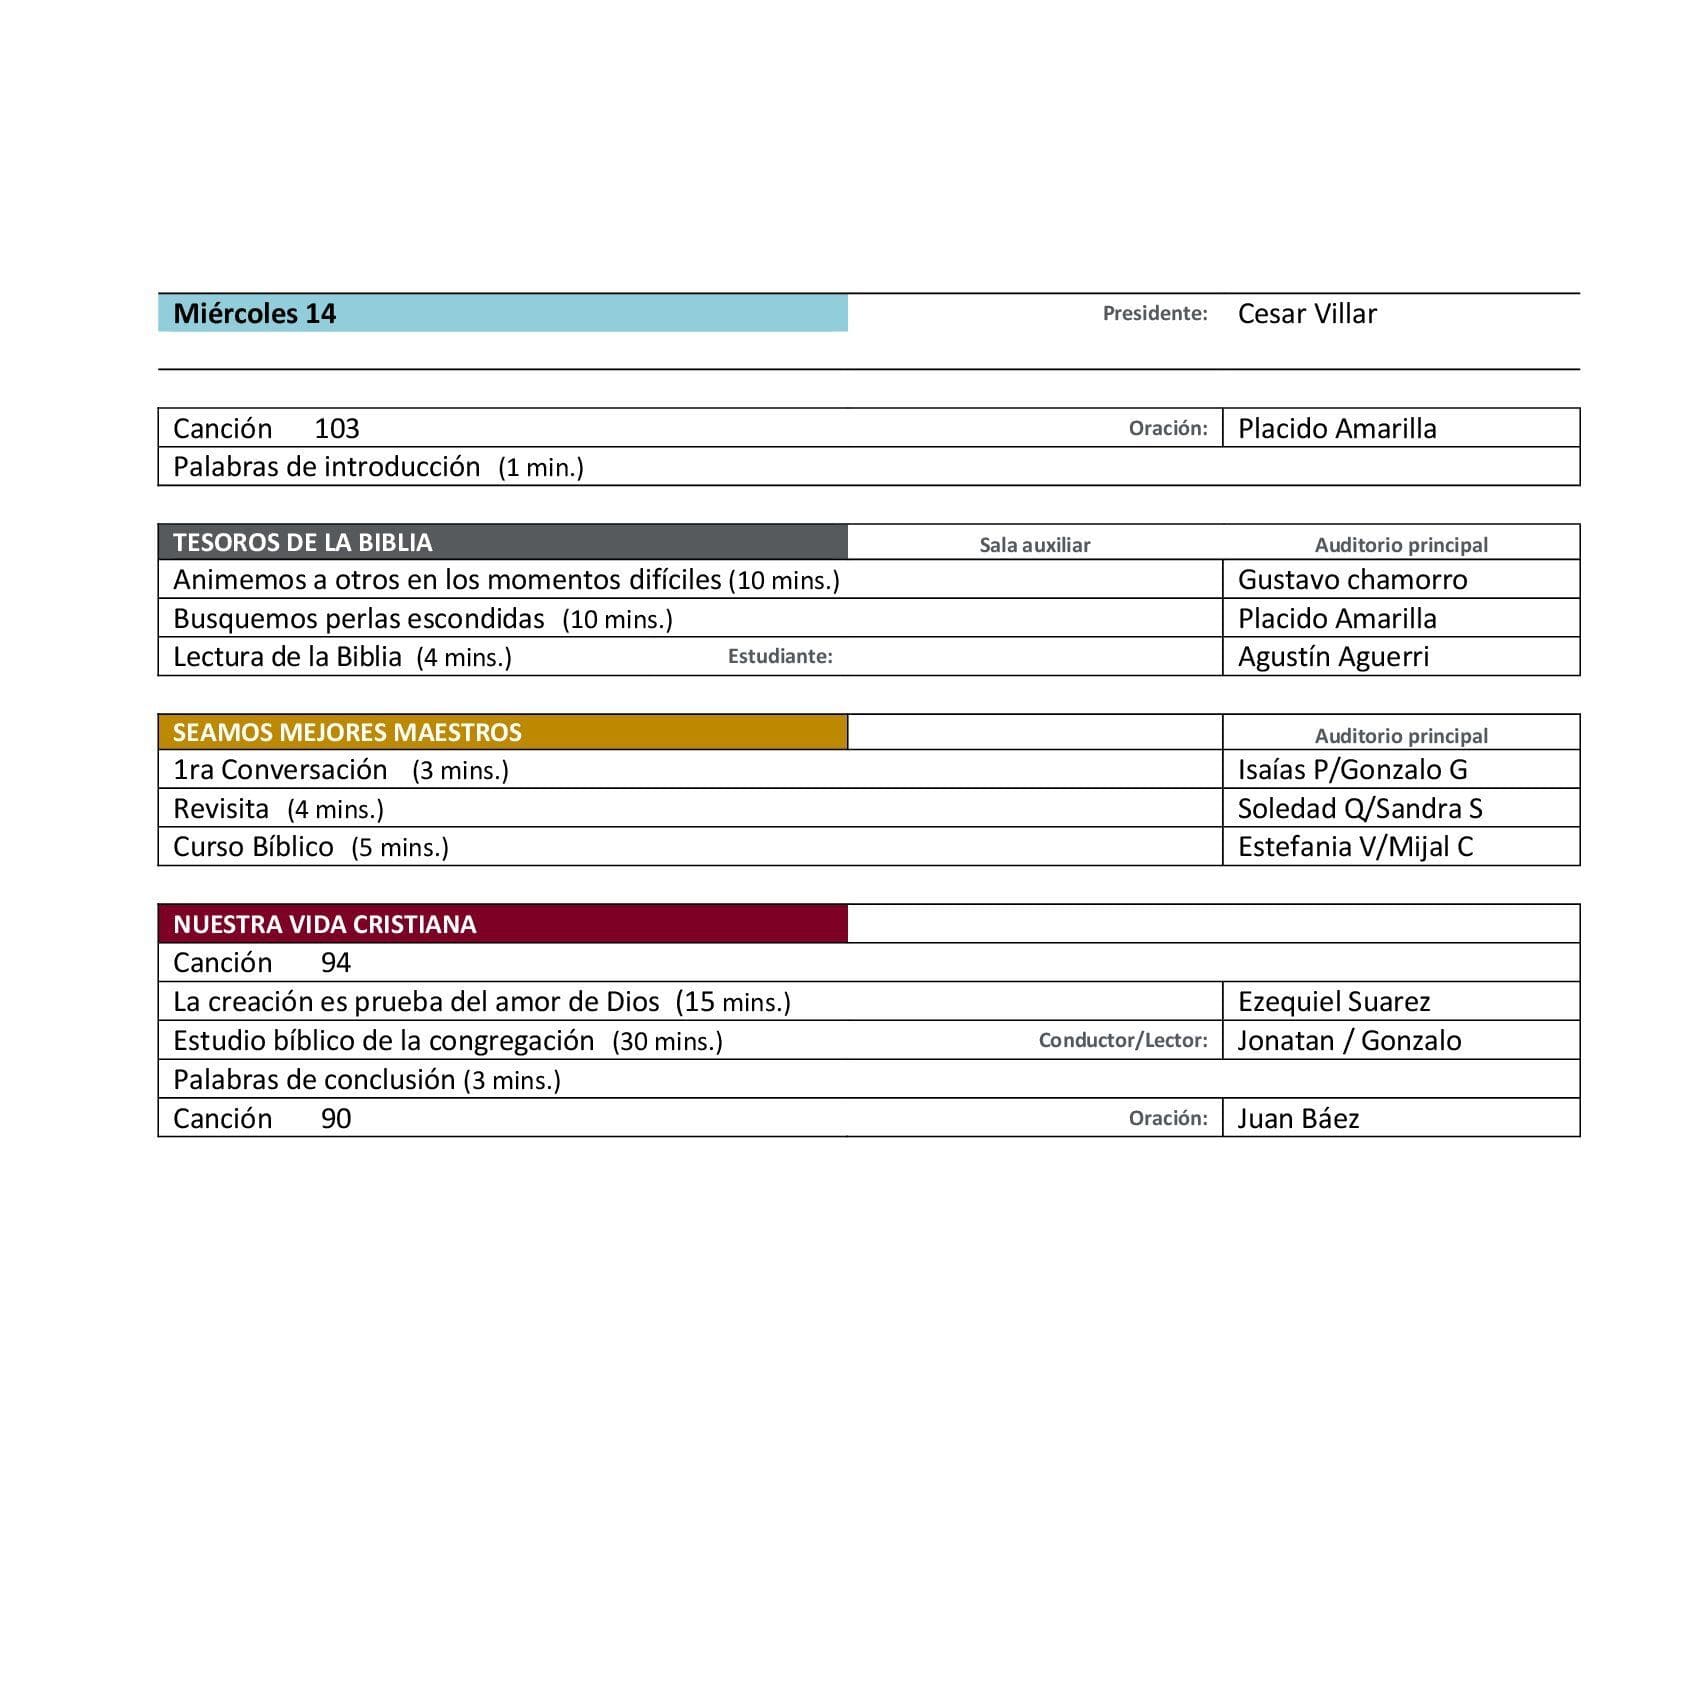 Miércoles 14 Presidente: Cesar Villar
Canción 103 Oración: Placido Amarilla
Palabras de introducción (1 min.)
TESOROS DE LA BIBLIA Sala auxiliar Auditorio principal
Animemos a otros en los momentos difíciles (10 mins.) Gustavo chamorro
Busquemos perlas escondidas (10 mins.) Placido Amarilla
Lectura de la Biblia (4 mins.) Estudiante: Agustín Aguerri
SEAMOS MEJORES MAESTROS Auditorio principal
1ra Conversación (3 mins.) Isaías P/Gonzalo G
Revisita (4 mins.) Soledad Q/Sandra S
Curso Bíblico (5 mins.) Estefania V/Mijal C
NUESTRA VIDA CRISTIANA
Canción 94
La creación es prueba del amor de Dios (15 mins.) Ezequiel Suarez
Estudio bíblico de la congregación (30 mins.) Conductor/Lector: Jonatan / Gonzalo
Palabras de conclusión (3 mins.)
Canción 90 Oración: Juan Báez